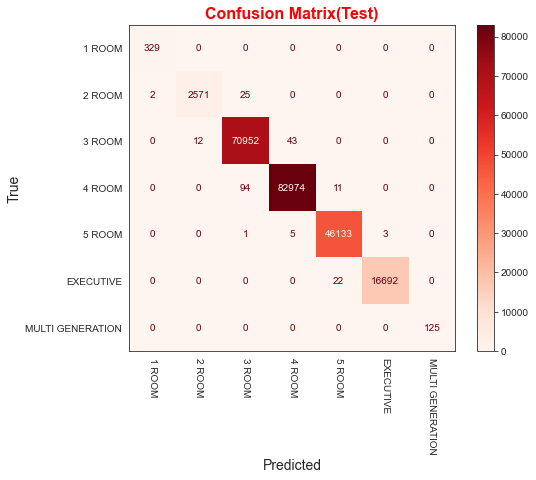 Confusion Matrix(Test)
1 ROOM 329 0 0 0 0 0 0
2 ROOM 2 2571 25 0 0 0 0
3 ROOM 0 12 70952 43 0 0 0
4 ROOM 0 0 94 82974 11 0 0
5 ROOM 0 0 1 5 46133 3 0
EXECUTIVE 0 0 0 0 22 16692 0
MULTI GENERATION 0 0 0 0 0 0 125
True
1 ROOM
2 ROOM
3 ROOM
4 ROOM
5 ROOM
EXECUTIVE
MULTI GENERATION
Predicted
80000
70000
60000
50000
40000
30000
20000
10000
0